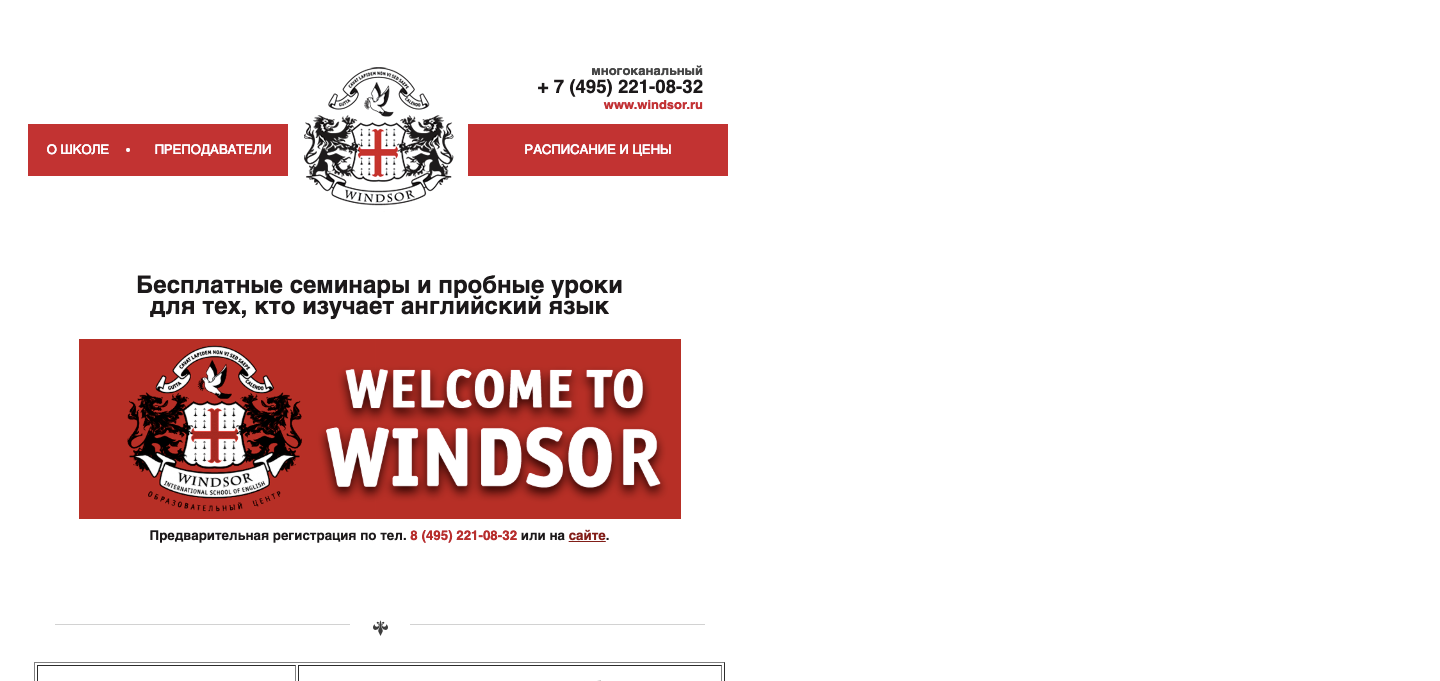 многоканальный
+ 7 (495) 221-08-32
www.windsor.ru
GUTTA CAVAT LAPIDEM NON VI SED SAEPE CADENDO
WINDSOR
О ШКОЛЕ • ПРЕПОДАВАТЕЛИ
РАСПИСАНИЕ И ЦЕНЫ
Бесплатные семинары и пробные уроки
для тех, кто изучает английский язык
GUTTA CAVAT LAPIDEM NON VI SED SAEPE CADENDO
WINDSOR
INTERNATIONAL SCHOOL OF ENGLISH
ОБРАЗОВАТЕЛЬНЫЙ ЦЕНТР
WELCOME TO
WINDSOR
Предварительная регистрация по тел. 8 (495) 221-08-32 или на сайте.